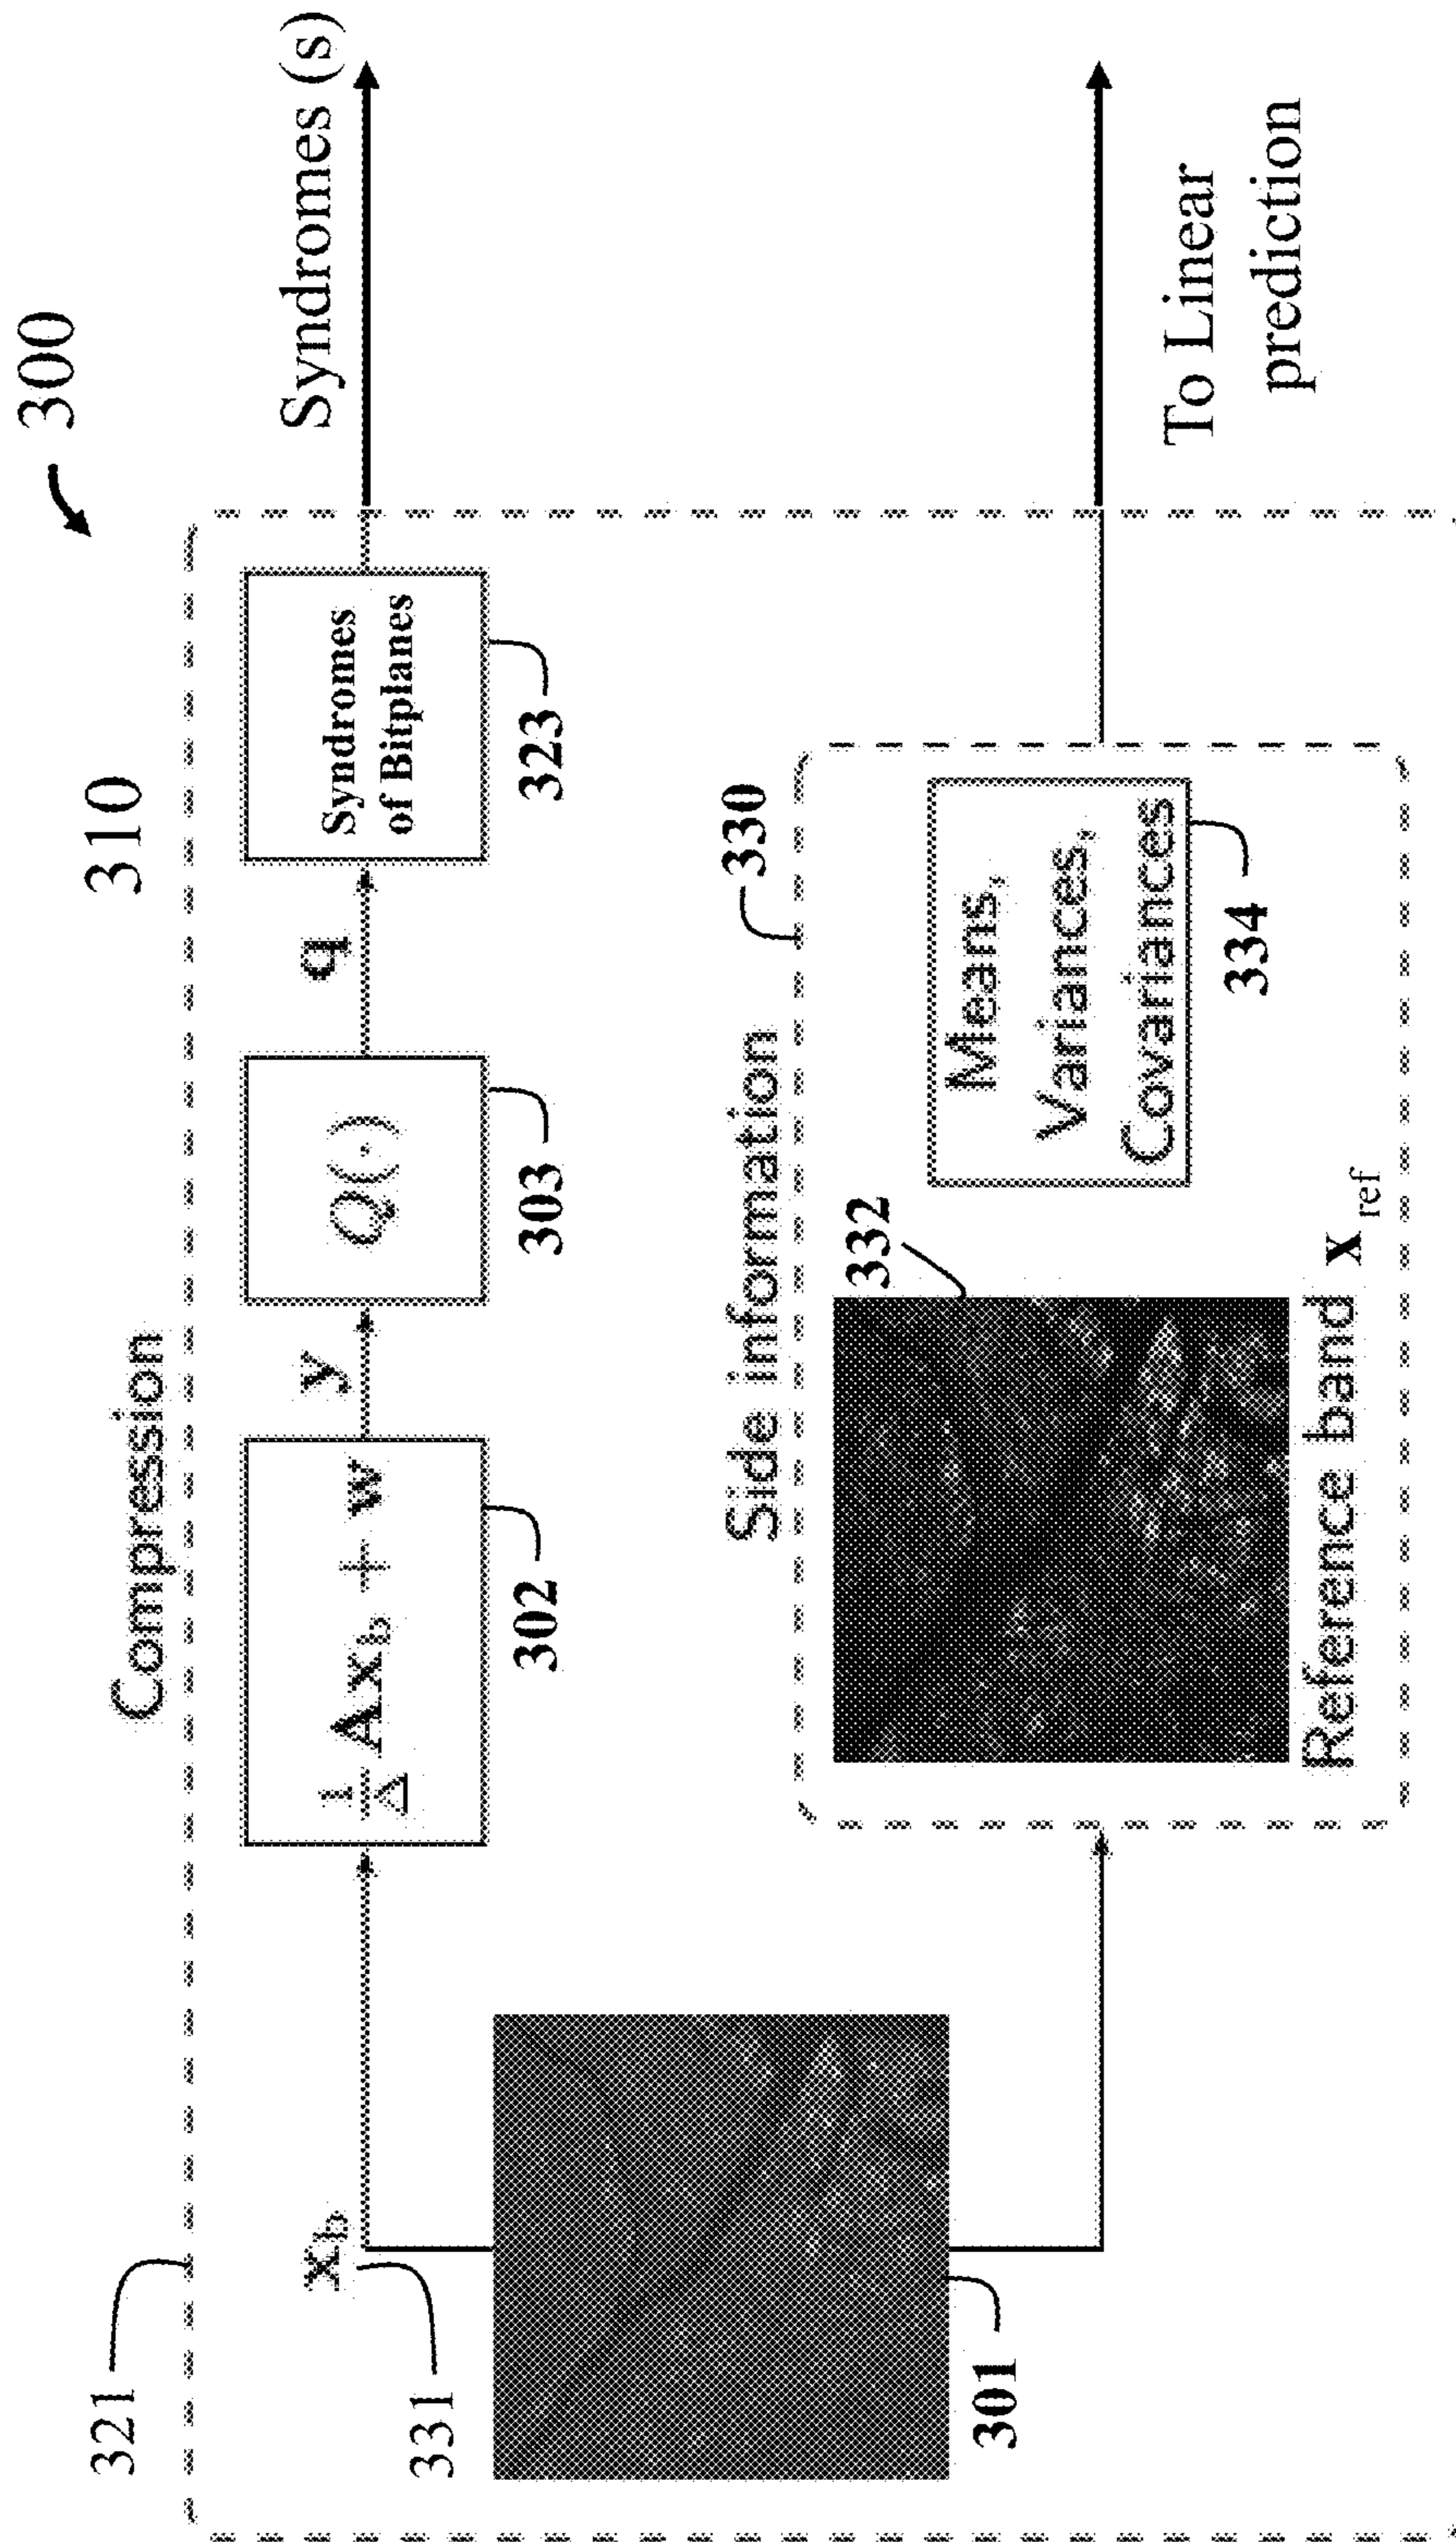 300
310
Compression
321
x_b
331
1/Δ Ax_b + w
302
y
Q(·)
303
q
Syndromes
of Bitplanes
323
Syndromes (s)
301
Side information
330
332
Reference band x_ref
Means,
Variances,
Covariances
334
To Linear
prediction